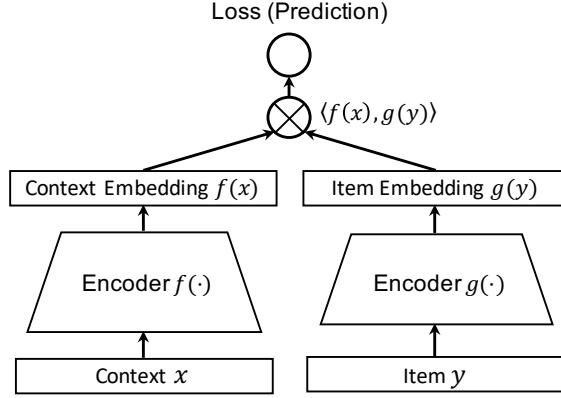 Loss (Prediction)
⟨f(x), g(y)⟩
Context Embedding f(x)
Item Embedding g(y)
Encoder f(·)
Encoder g(·)
Context x
Item y